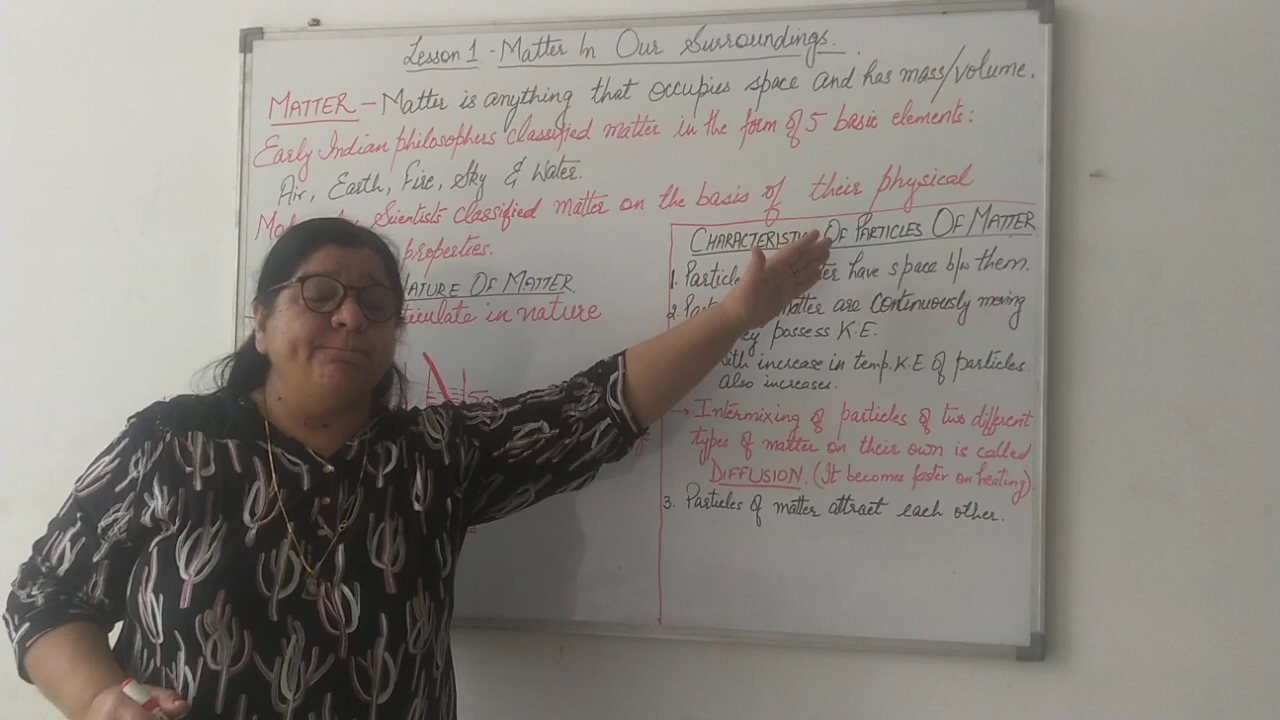 Lesson 1 - Matter In Our Surroundings.
MATTER - Matter is anything that occupies space and has mass/volume.
Early Indian philosophers classified matter in the form of 5 basic elements:
Air, Earth, Fire, Sky & Water.
Scientists classified matter on the basis of their physical
properties.
NATURE OF MATTER
in nature
CHARACTERISTIC OF PARTICLES OF MATTER
1. Particle have space b/w them.
2. matter are continuously moving
possess K.E.
with increase in temp. K.E of particles
also increases.
→ Intermixing of particles of two different
types of matter on their own is called
DIFFUSION. (It becomes faster on heating)
3. Particles of matter attract each other.